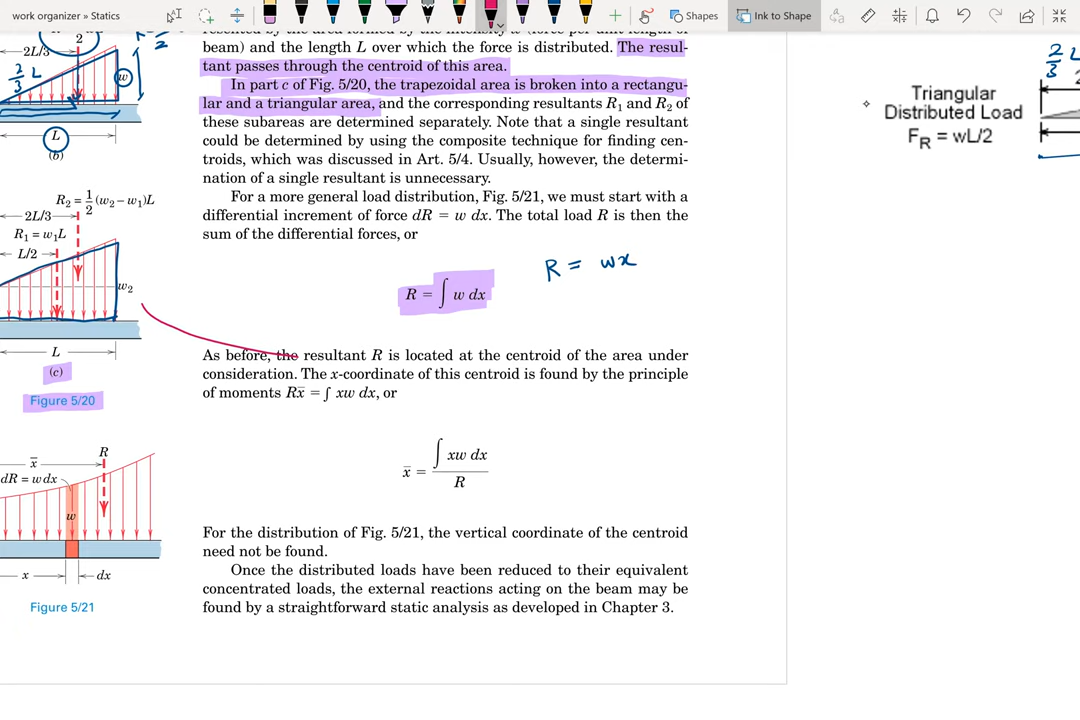 work organizer » Statics
Shapes
Ink to Shape
2
2L/3
2/3 L
w
L
(b)
beam) and the length L over which the force is distributed. The resul-
tant passes through the centroid of this area.
In part c of Fig. 5/20, the trapezoidal area is broken into a rectangu-
lar and a triangular area, and the corresponding resultants R₁ and R₂ of
these subareas are determined separately. Note that a single resultant
could be determined by using the composite technique for finding cen-
troids, which was discussed in Art. 5/4. Usually, however, the determi-
nation of a single resultant is unnecessary.
For a more general load distribution, Fig. 5/21, we must start with a
differential increment of force dR = w dx. The total load R is then the
sum of the differential forces, or
R = ∫ w dx
R = wx
As before, the resultant R is located at the centroid of the area under
consideration. The x-coordinate of this centroid is found by the principle
of moments Rx̄ = ∫ xw dx, or
x̄ = ∫ xw dx / R
For the distribution of Fig. 5/21, the vertical coordinate of the centroid
need not be found.
Once the distributed loads have been reduced to their equivalent
concentrated loads, the external reactions acting on the beam may be
found by a straightforward static analysis as developed in Chapter 3.
R₂ = 1/2 (w₂ – w₁)L
2L/3
R₁ = w₁L
L/2
w₂
L
(c)
Figure 5/20
R
x̄
dR = w dx
w
x
dx
Figure 5/21
2/3 L
Triangular
Distributed Load
F_R = wL/2